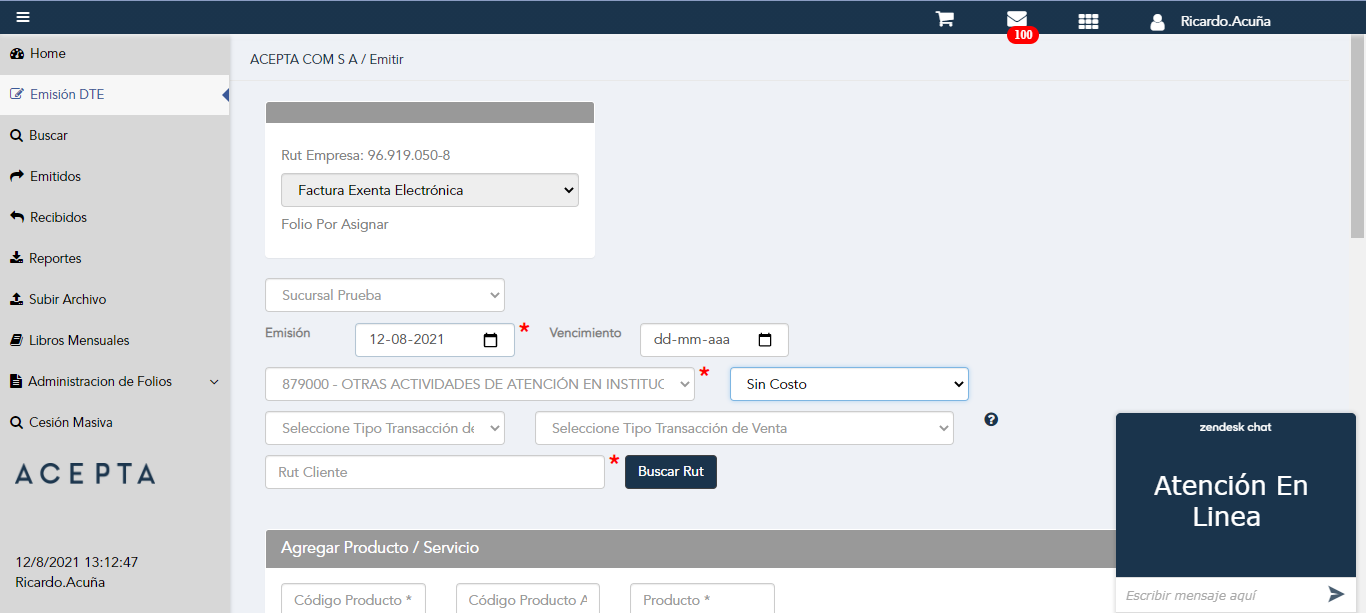 100
Ricardo.Acuña
Home
Emisión DTE
Buscar
Emitidos
Recibidos
Reportes
Subir Archivo
Libros Mensuales
Administracion de Folios
Cesión Masiva
ACEPTA
12/8/2021 13:12:47
Ricardo.Acuña
ACEPTA COM S A / Emitir
Rut Empresa: 96.919.050-8
Factura Exenta Electrónica
Folio Por Asignar
Sucursal Prueba
Emisión 12-08-2021 * Vencimiento dd-mm-aaa
879000 - OTRAS ACTIVIDADES DE ATENCIÓN EN INSTITUC * Sin Costo
Seleccione Tipo Transacción de Seleccione Tipo Transacción de Venta ?
Rut Cliente * Buscar Rut
Agregar Producto / Servicio
Código Producto * Código Producto A Producto *
zendesk chat
Atención En
Linea
Escribir mensaje aquí